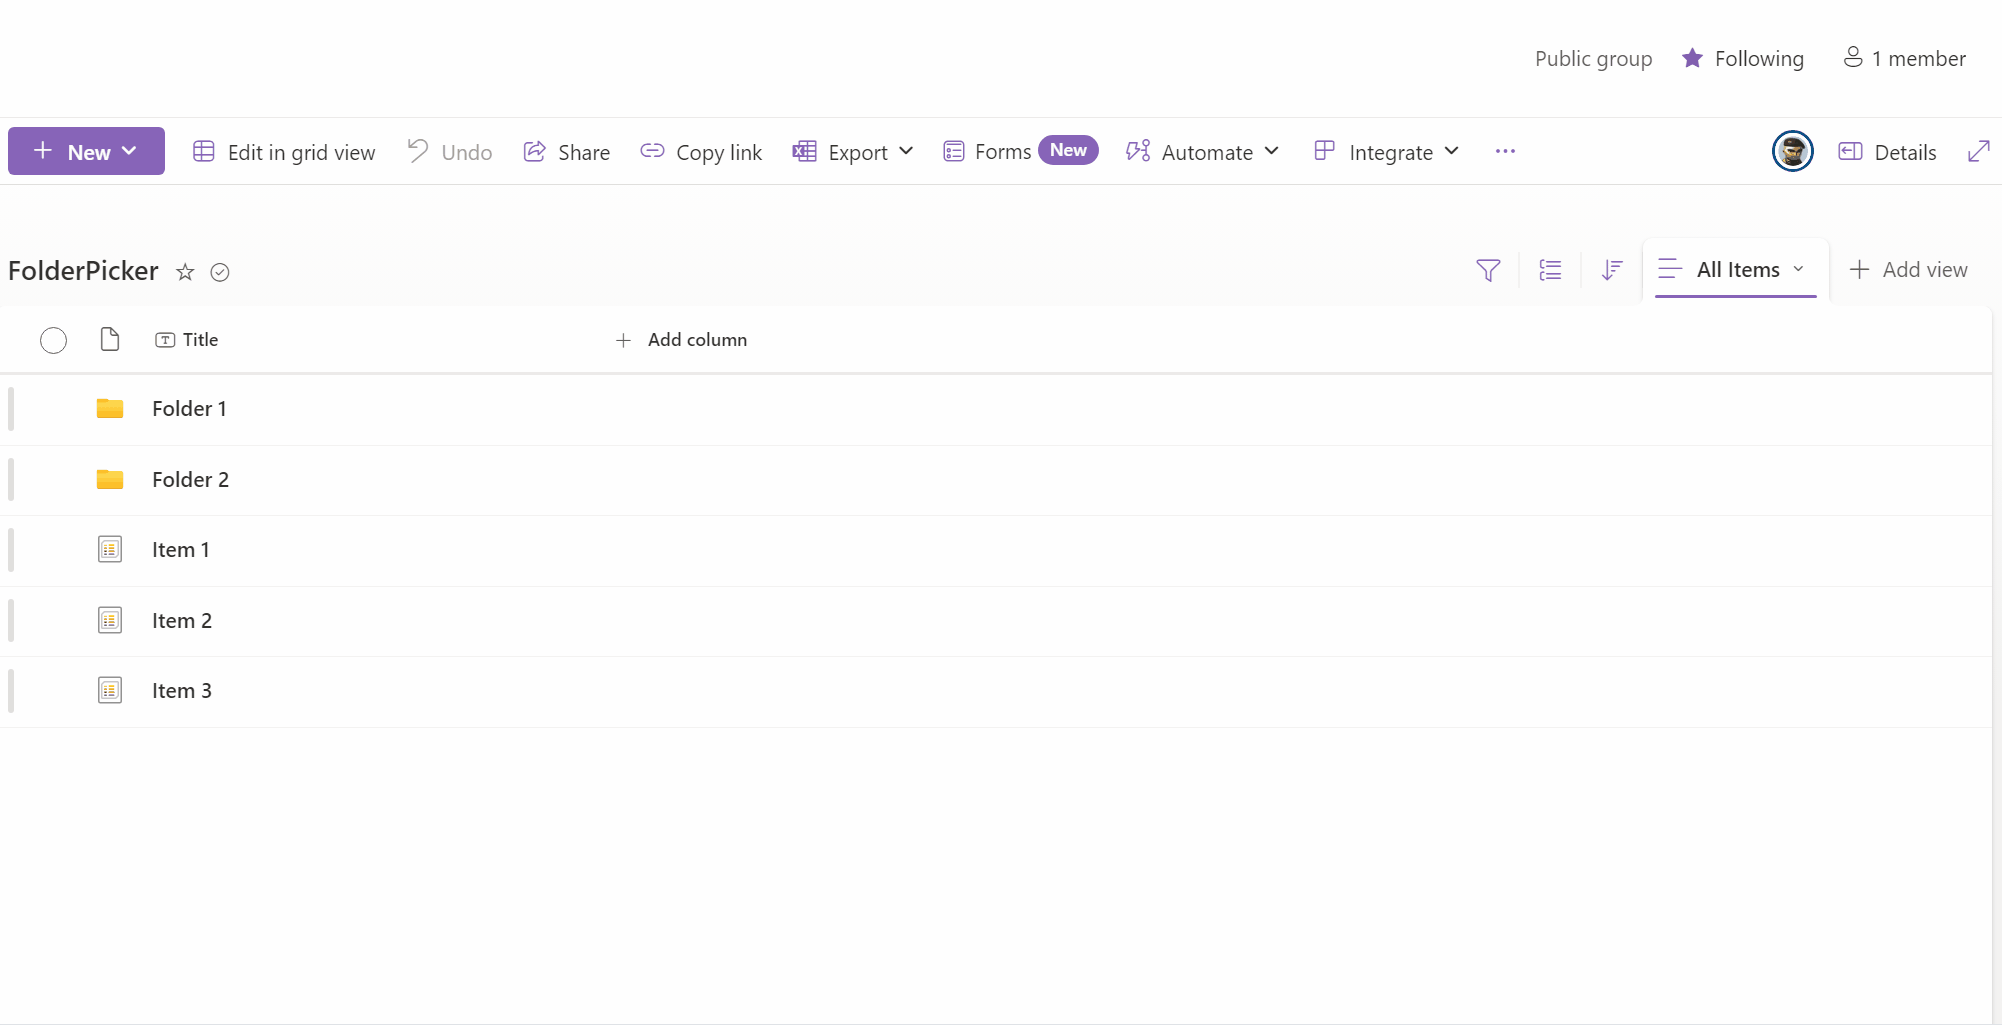 Public group Following 1 member
New Edit in grid view Undo Share Copy link Export Forms New Automate Integrate Details
FolderPicker All Items Add view
Title Add column
Folder 1
Folder 2
Item 1
Item 2
Item 3